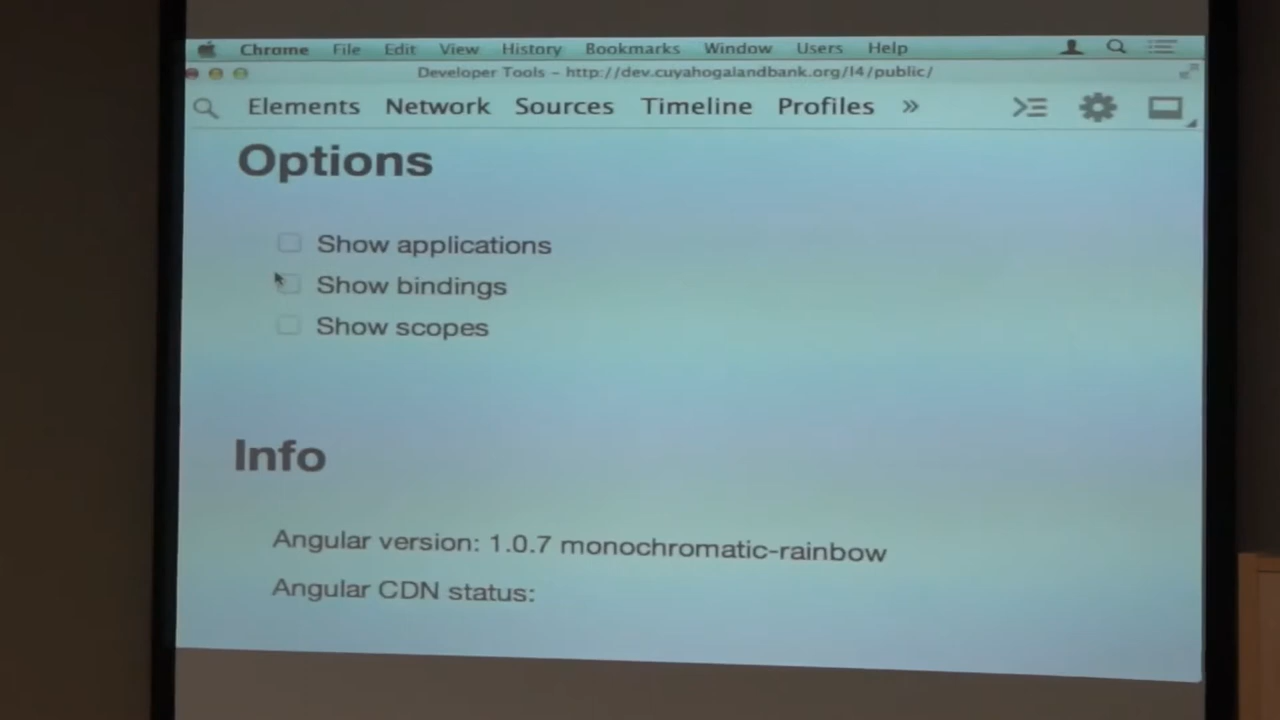 Chrome File Edit View History Bookmarks Window Users Help
Developer Tools - http://dev.cuyahogalandbank.org/l4/public/
Elements Network Sources Timeline Profiles »
Options
Show applications
Show bindings
Show scopes
Info
Angular version: 1.0.7 monochromatic-rainbow
Angular CDN status: